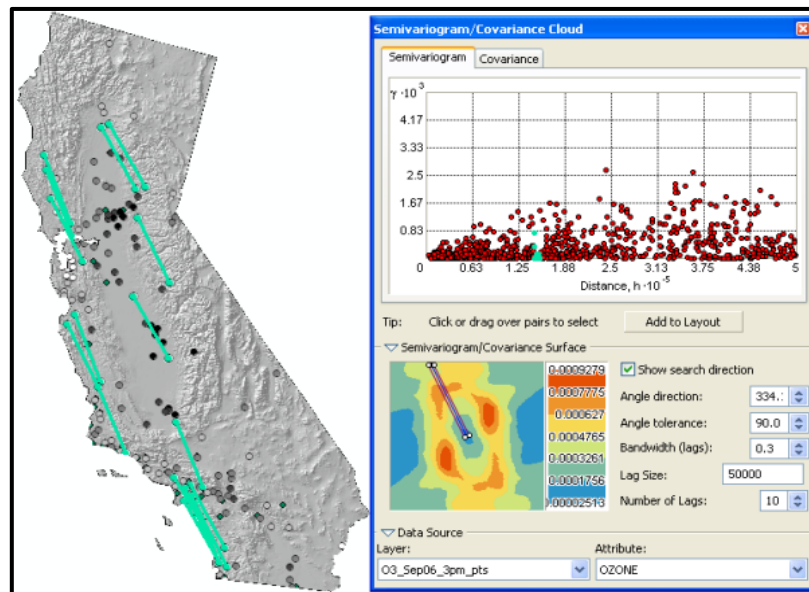 Semivariogram/Covariance Cloud
Semivariogram
Covariance
γ·10³
4.17
3.33
2.5
1.67
0.83
0 0.63 1.25 1.88 2.5 3.13 3.75 4.38 5
Distance, h·10⁻⁵
Tip: Click or drag over pairs to select Add to Layout
Semivariogram/Covariance Surface
0.0009279
0.0007775
0.000627
0.0004765
0.0003261
0.0001756
0.00002513
Show search direction
Angle direction: 334.
Angle tolerance: 90.0
Bandwidth (lags): 0.3
Lag Size: 50000
Number of Lags: 10
Data Source
Layer: Attribute:
O3_Sep06_3pm_pts OZONE